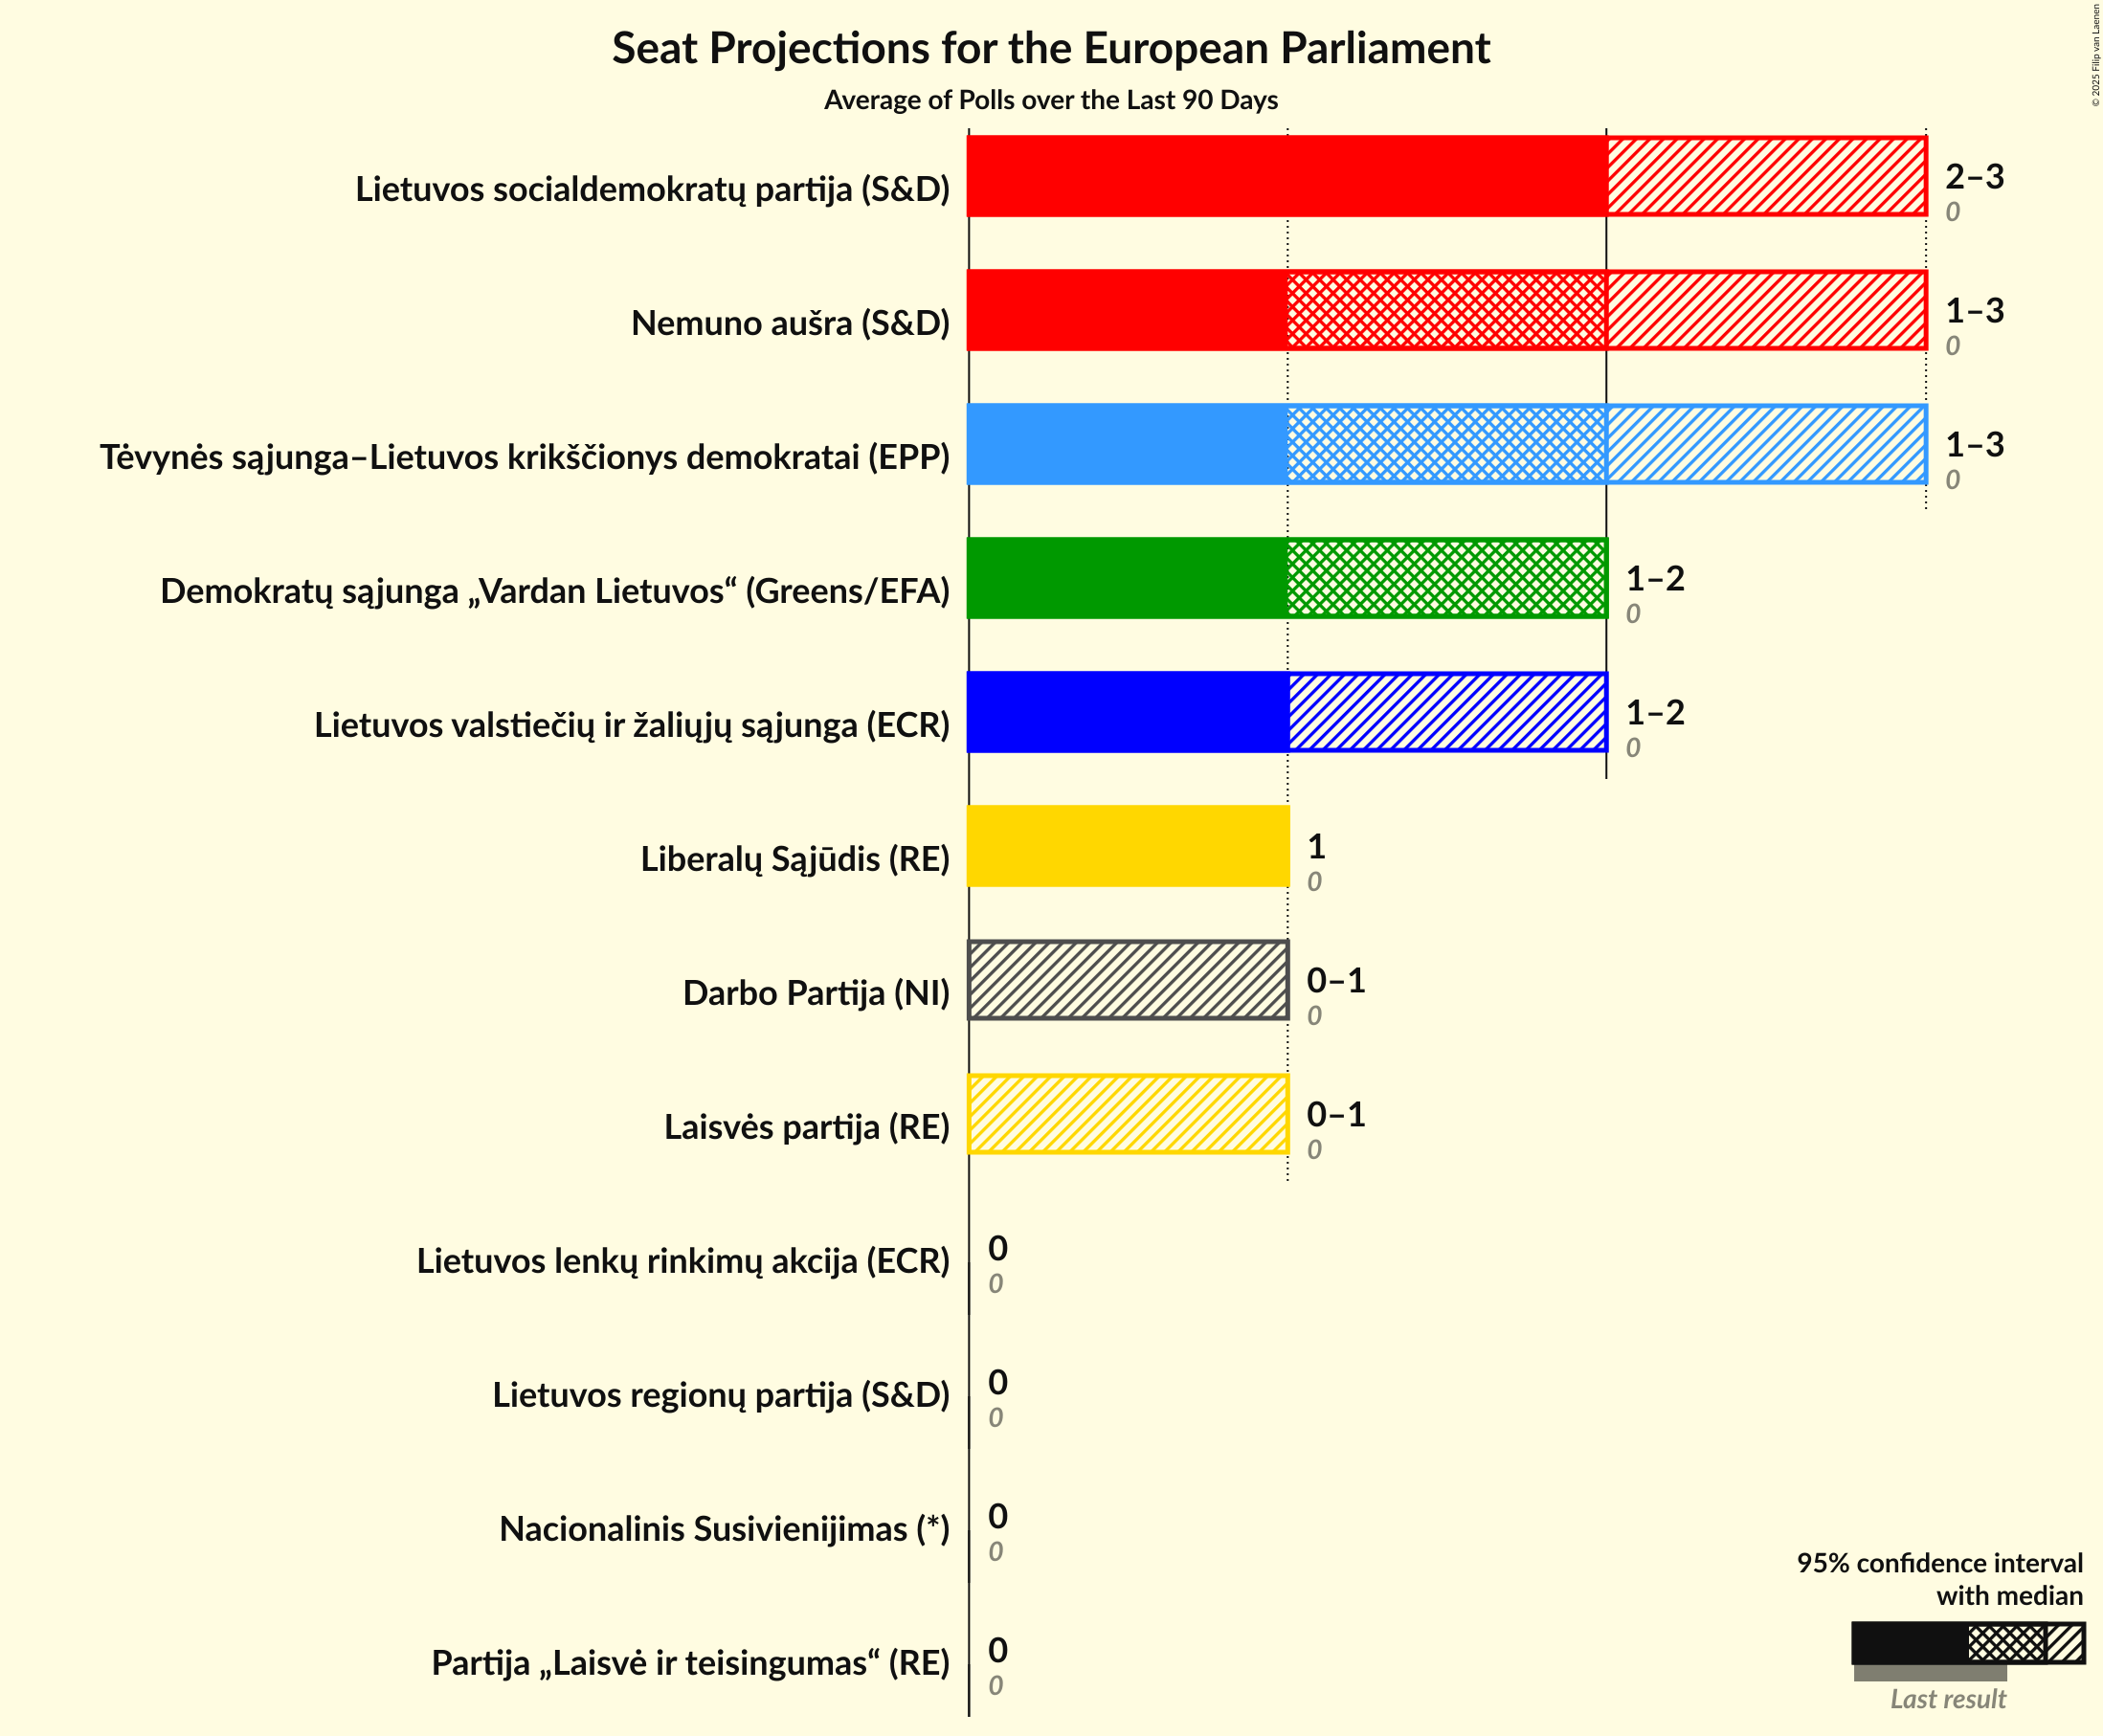 Seat Projections for the European Parliament
Average of Polls over the Last 90 Days
© 2025 Filip van Laenen
Lietuvos socialdemokratų partija (S&D)
2–3
0
Nemuno aušra (S&D)
1–3
0
Tėvynės sąjunga–Lietuvos krikščionys demokratai (EPP)
1–3
0
Demokratų sąjunga „Vardan Lietuvos“ (Greens/EFA)
1–2
0
Lietuvos valstiečių ir žaliųjų sąjunga (ECR)
1–2
0
Liberalų Sąjūdis (RE)
1
0
Darbo Partija (NI)
0–1
0
Laisvės partija (RE)
0–1
0
Lietuvos lenkų rinkimų akcija (ECR)
0
0
Lietuvos regionų partija (S&D)
0
0
Nacionalinis Susivienijimas (*)
0
0
Partija „Laisvė ir teisingumas“ (RE)
0
0
95% confidence interval
with median
Last result